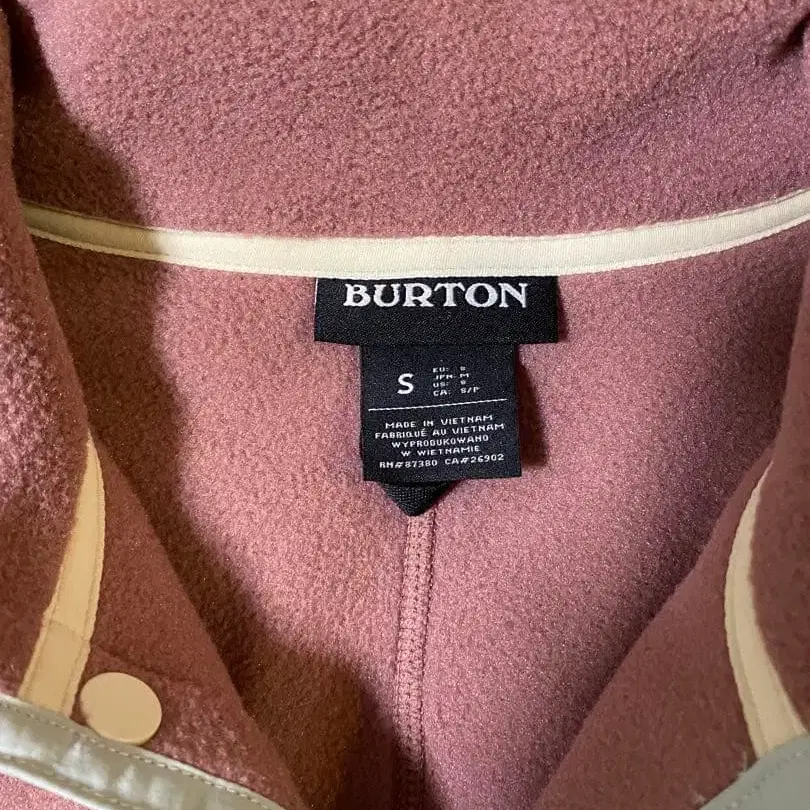 BURTON
S
EU: S
JPN: M
US: S
CA: S/P
MADE IN VIETNAM
FABRIQUÉ AU VIETNAM
WYPRODUKOWANO
W WIETNAMIE
RN#87380 CA#26902